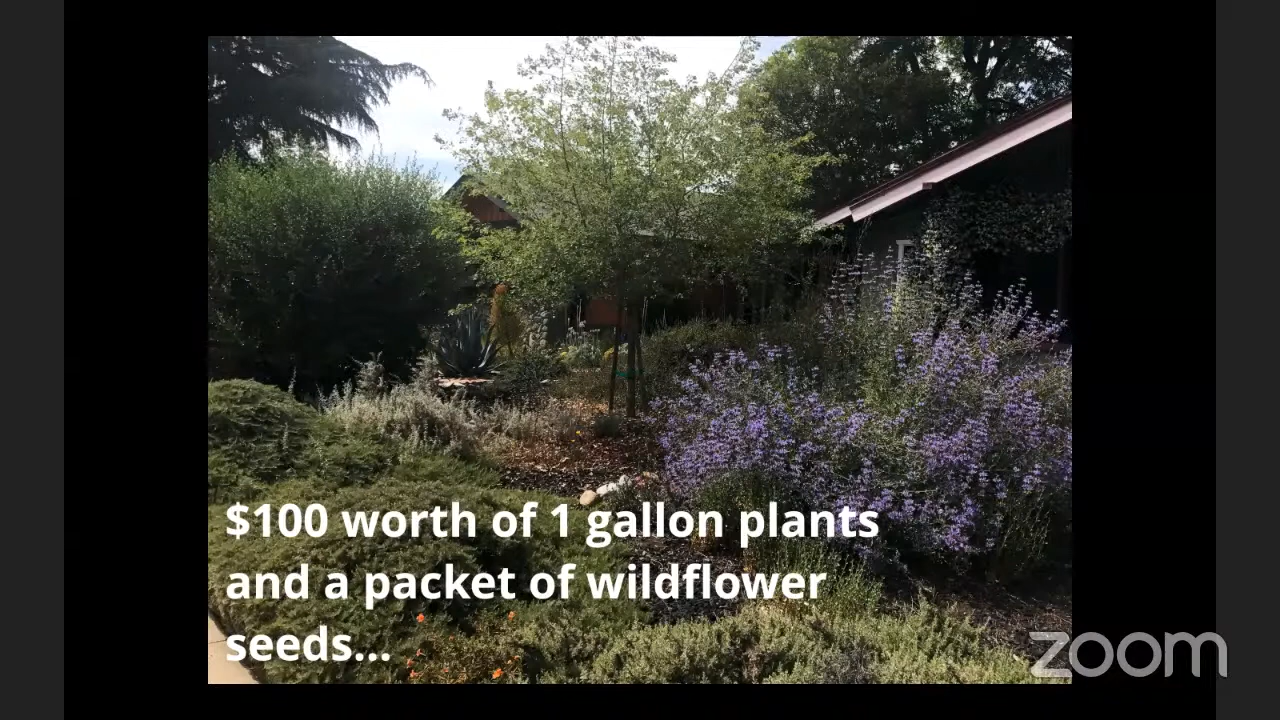 $100 worth of 1 gallon plants
and a packet of wildflower
seeds...
zoom